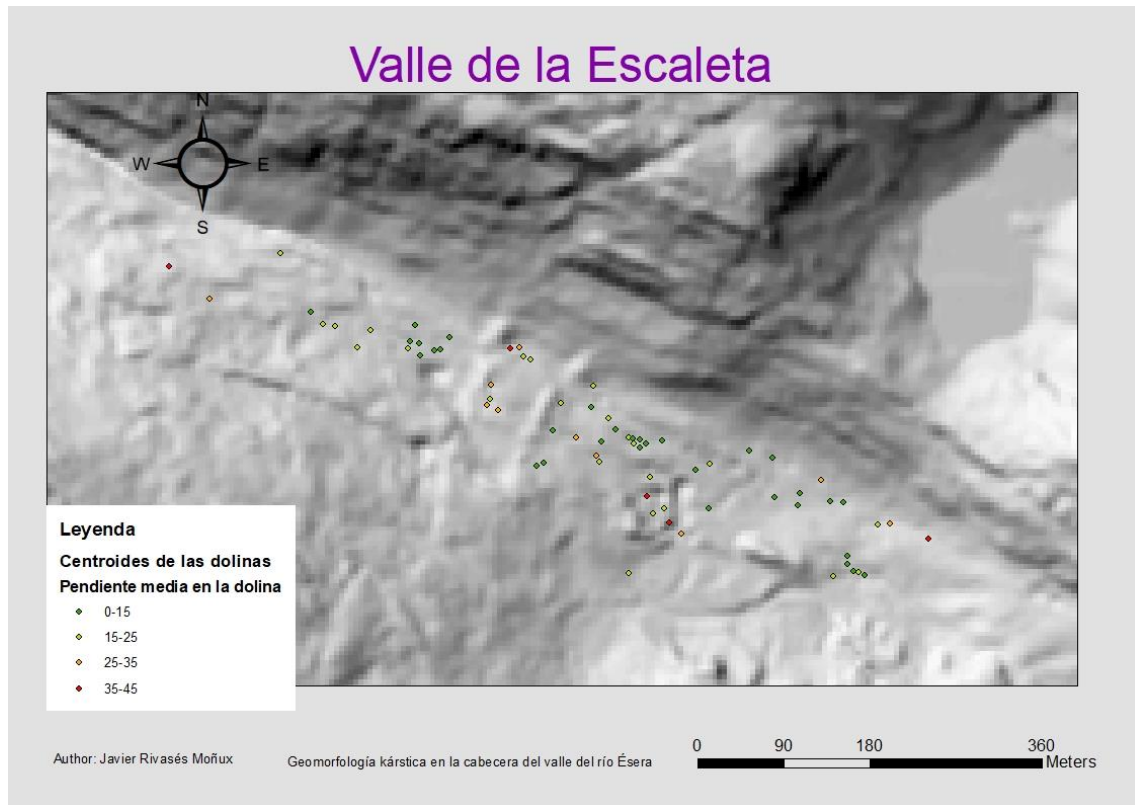 Valle de la Escaleta
N
W E
S
Leyenda
Centroides de las dolinas
Pendiente media en la dolina
0-15
15-25
25-35
35-45
Author: Javier Rivasés Moñux
Geomorfología kárstica en la cabecera del valle del río Ésera
0 90 180 360
Meters